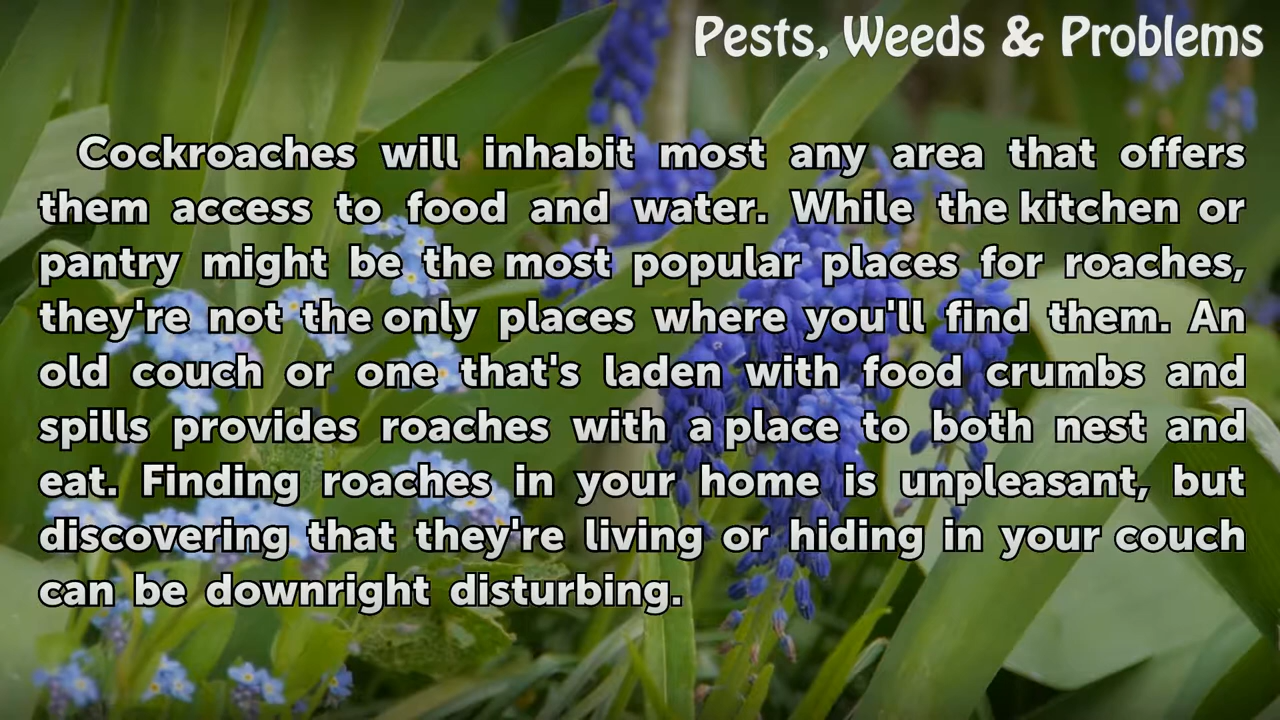 Pests, Weeds & Problems
Cockroaches will inhabit most any area that offers
them access to food and water. While the kitchen or
pantry might be the most popular places for roaches,
they're not the only places where you'll find them. An
old couch or one that's laden with food crumbs and
spills provides roaches with a place to both nest and
eat. Finding roaches in your home is unpleasant, but
discovering that they're living or hiding in your couch
can be downright disturbing.